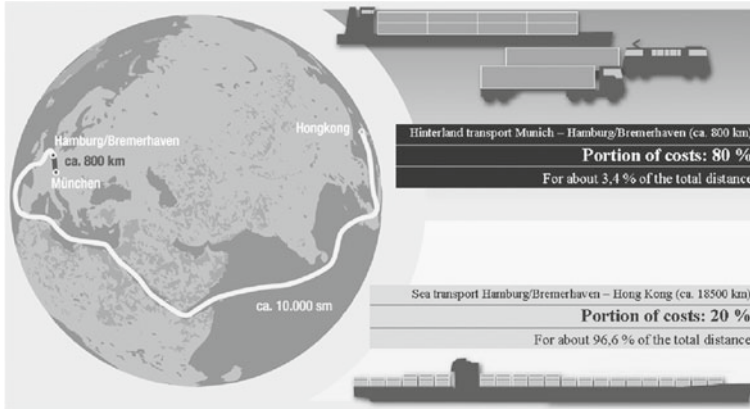 Hamburg/Bremerhaven
ca. 800 km
München
Hongkong
ca. 10.000 sm
Hinterland transport Munich – Hamburg/Bremerhaven (ca. 800 km)
Portion of costs: 80 %
For about 3,4 % of the total distance
Sea transport Hamburg/Bremerhaven – Hong Kong (ca. 18500 km)
Portion of costs: 20 %
For about 96,6 % of the total distance